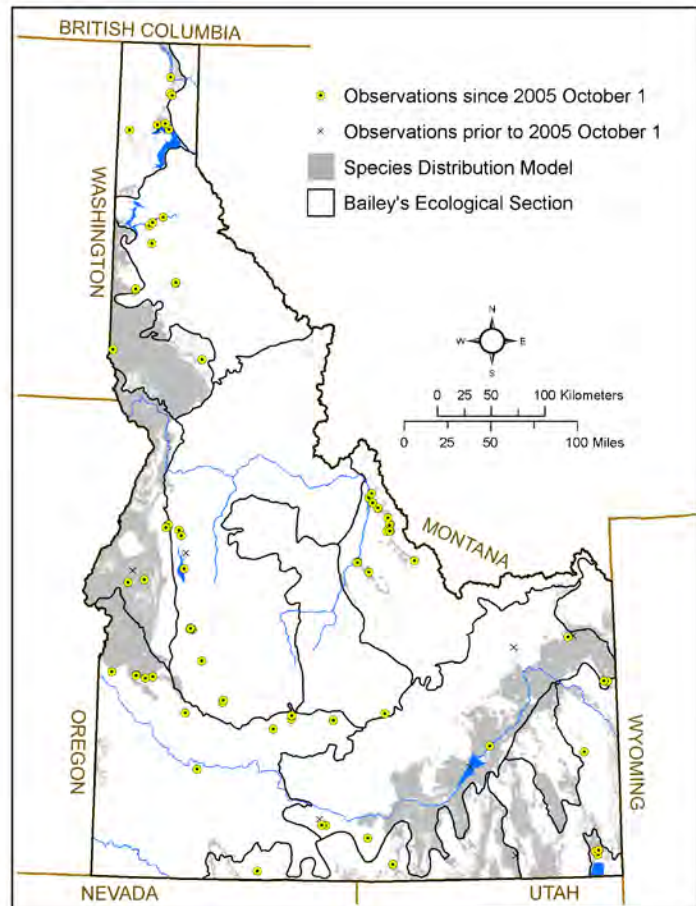 BRITISH COLUMBIA
Observations since 2005 October 1
Observations prior to 2005 October 1
Species Distribution Model
Bailey's Ecological Section
WASHINGTON
N
W E
S
0 25 50 100 Kilometers
0 25 50 100 Miles
MONTANA
OREGON
WYOMING
NEVADA
UTAH